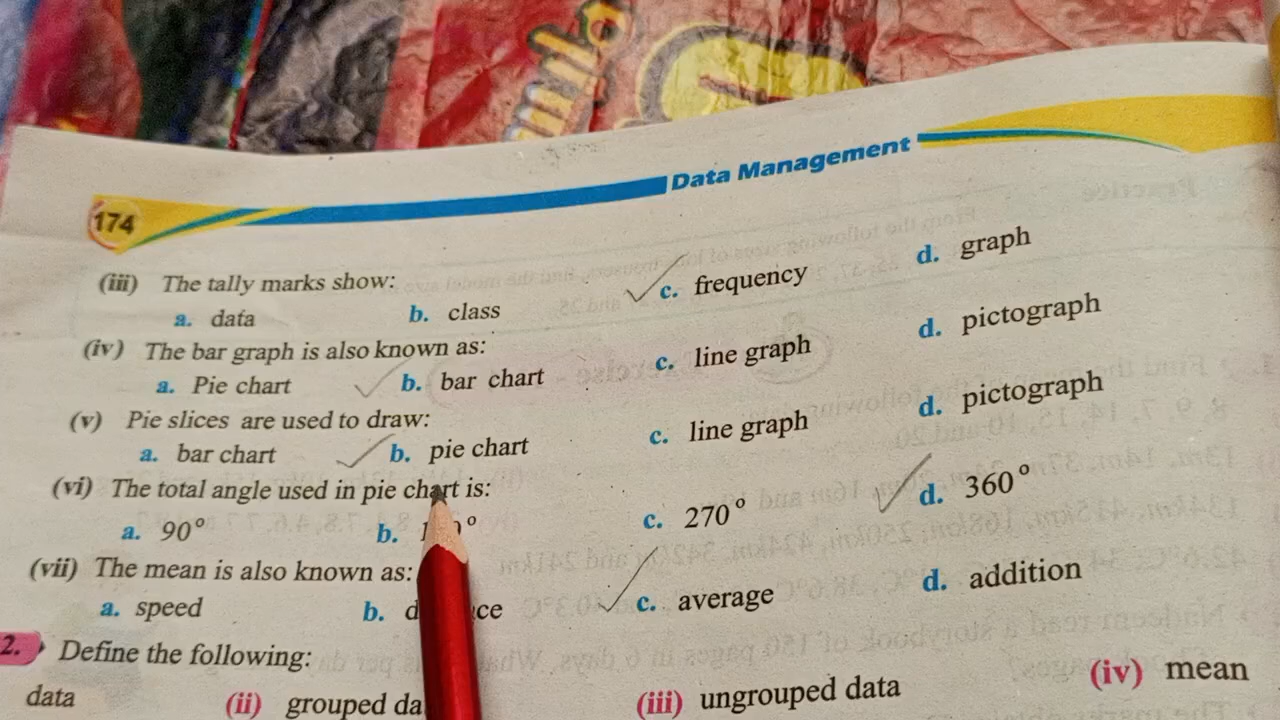 174
Data Management
(iii) The tally marks show:
a. data b. class c. frequency d. graph
(iv) The bar graph is also known as:
a. Pie chart b. bar chart c. line graph d. pictograph
(v) Pie slices are used to draw:
a. bar chart b. pie chart c. line graph d. pictograph
(vi) The total angle used in pie chart is:
a. 90° b. c. 270° d. 360°
(vii) The mean is also known as:
a. speed b. c. average d. addition
2. Define the following:
data (ii) grouped da (iii) ungrouped data (iv) mean